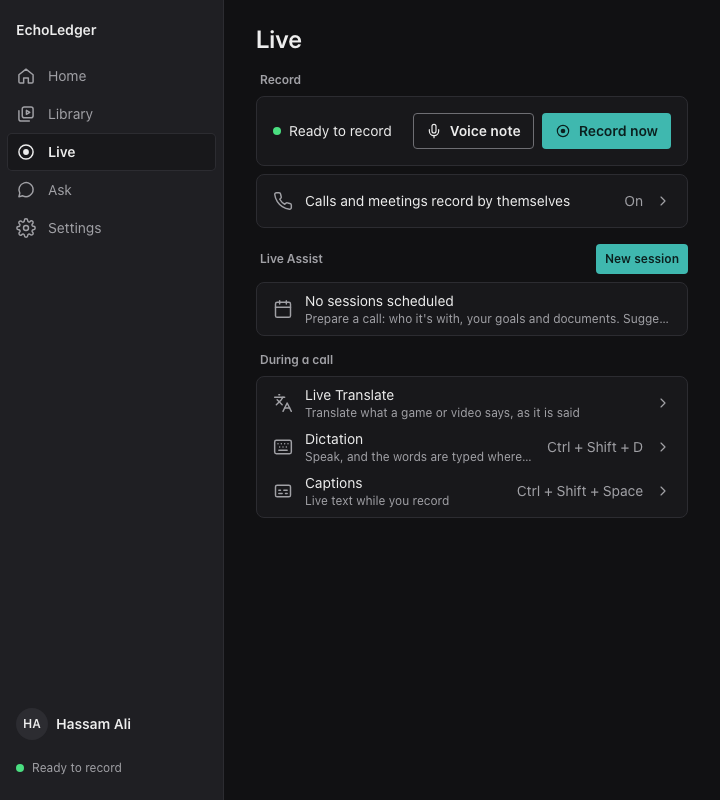 EchoLedger
Home
Library
Live
Ask
Settings
HA
Hassam Ali
Ready to record
Live
Record
Ready to record
Voice note
Record now
Calls and meetings record by themselves
On
Live Assist
New session
No sessions scheduled
Prepare a call: who it's with, your goals and documents. Sugge...
During a call
Live Translate
Translate what a game or video says, as it is said
Dictation
Speak, and the words are typed where...
Ctrl + Shift + D
Captions
Live text while you record
Ctrl + Shift + Space